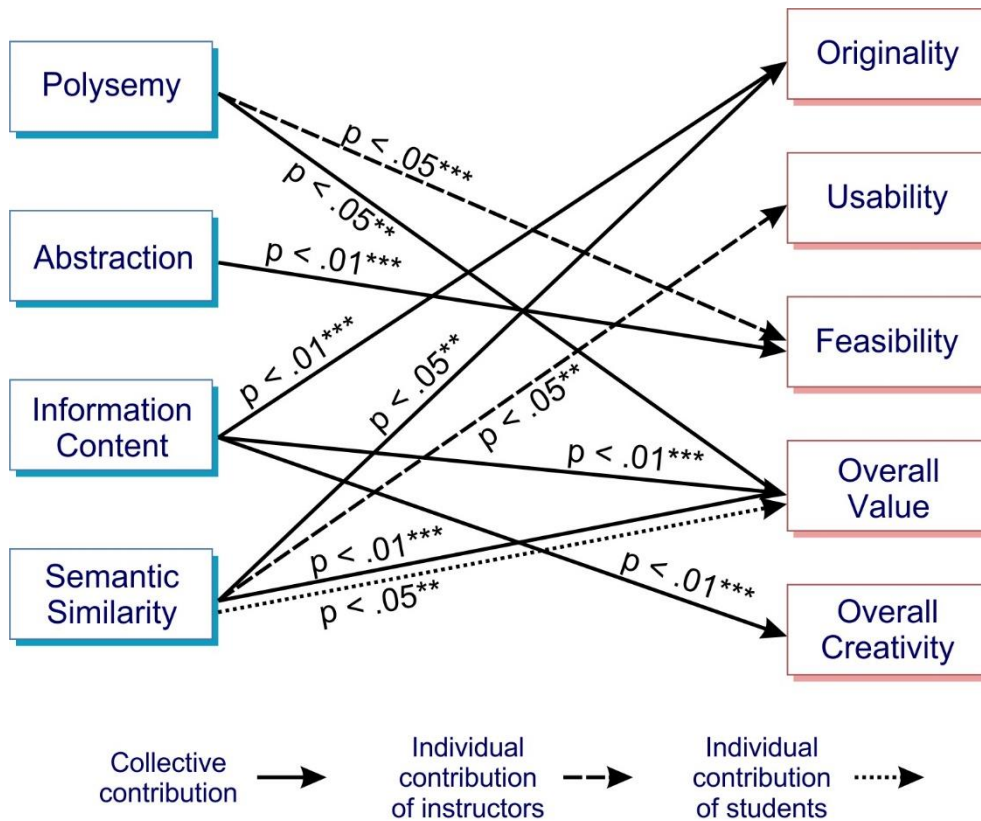 Polysemy
Abstraction
Information
Content
Semantic
Similarity
p < .05***
p < .05**
p < .01***
p < .01***
p < .05**
p < .05**
p < .01***
p < .01***
p < .05**
p < .01***
Originality
Usability
Feasibility
Overall
Value
Overall
Creativity
Collective
contribution
Individual
contribution
of instructors
Individual
contribution
of students